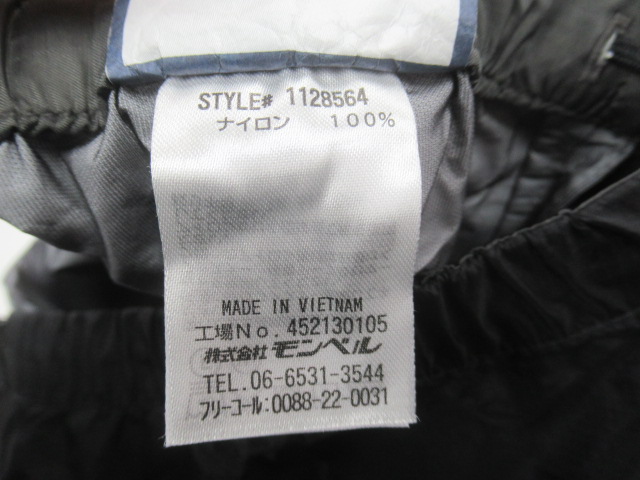 STYLE# 1128564
ナイロン 100%
MADE IN VIETNAM
工場No. 452130105
株式会社モンベル
TEL.06-6531-3544
フリーコール:0088-22-0031